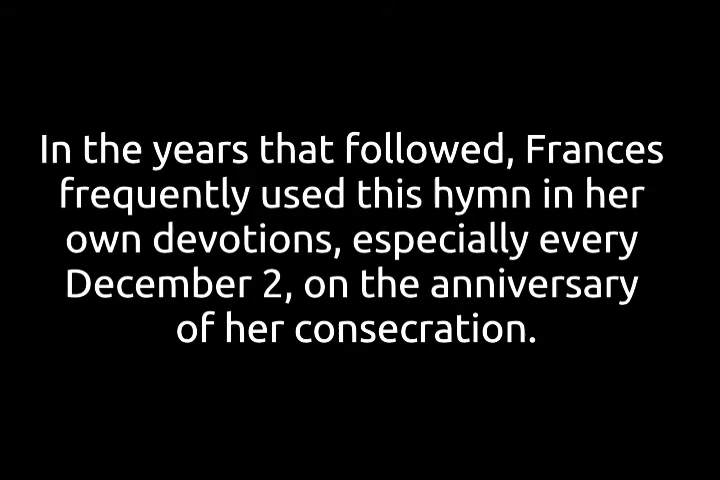 In the years that followed, Frances
frequently used this hymn in her
own devotions, especially every
December 2, on the anniversary
of her consecration.